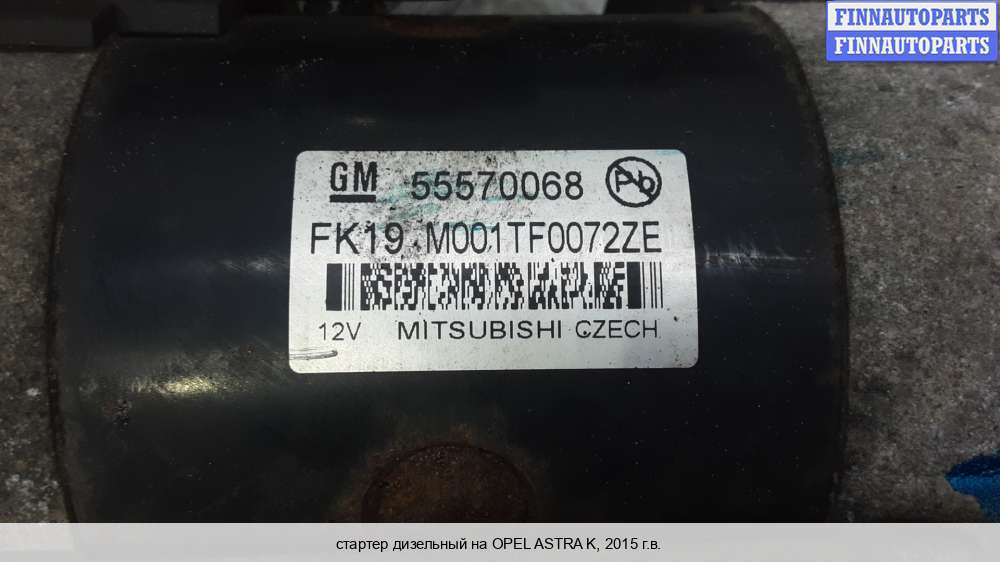 FINNAUTOPARTS
FINNAUTOPARTS
GM 55570068 Pb
FK19 M001TF0072ZE
12V MITSUBISHI CZECH
стартер дизельный на OPEL ASTRA K, 2015 г.в.